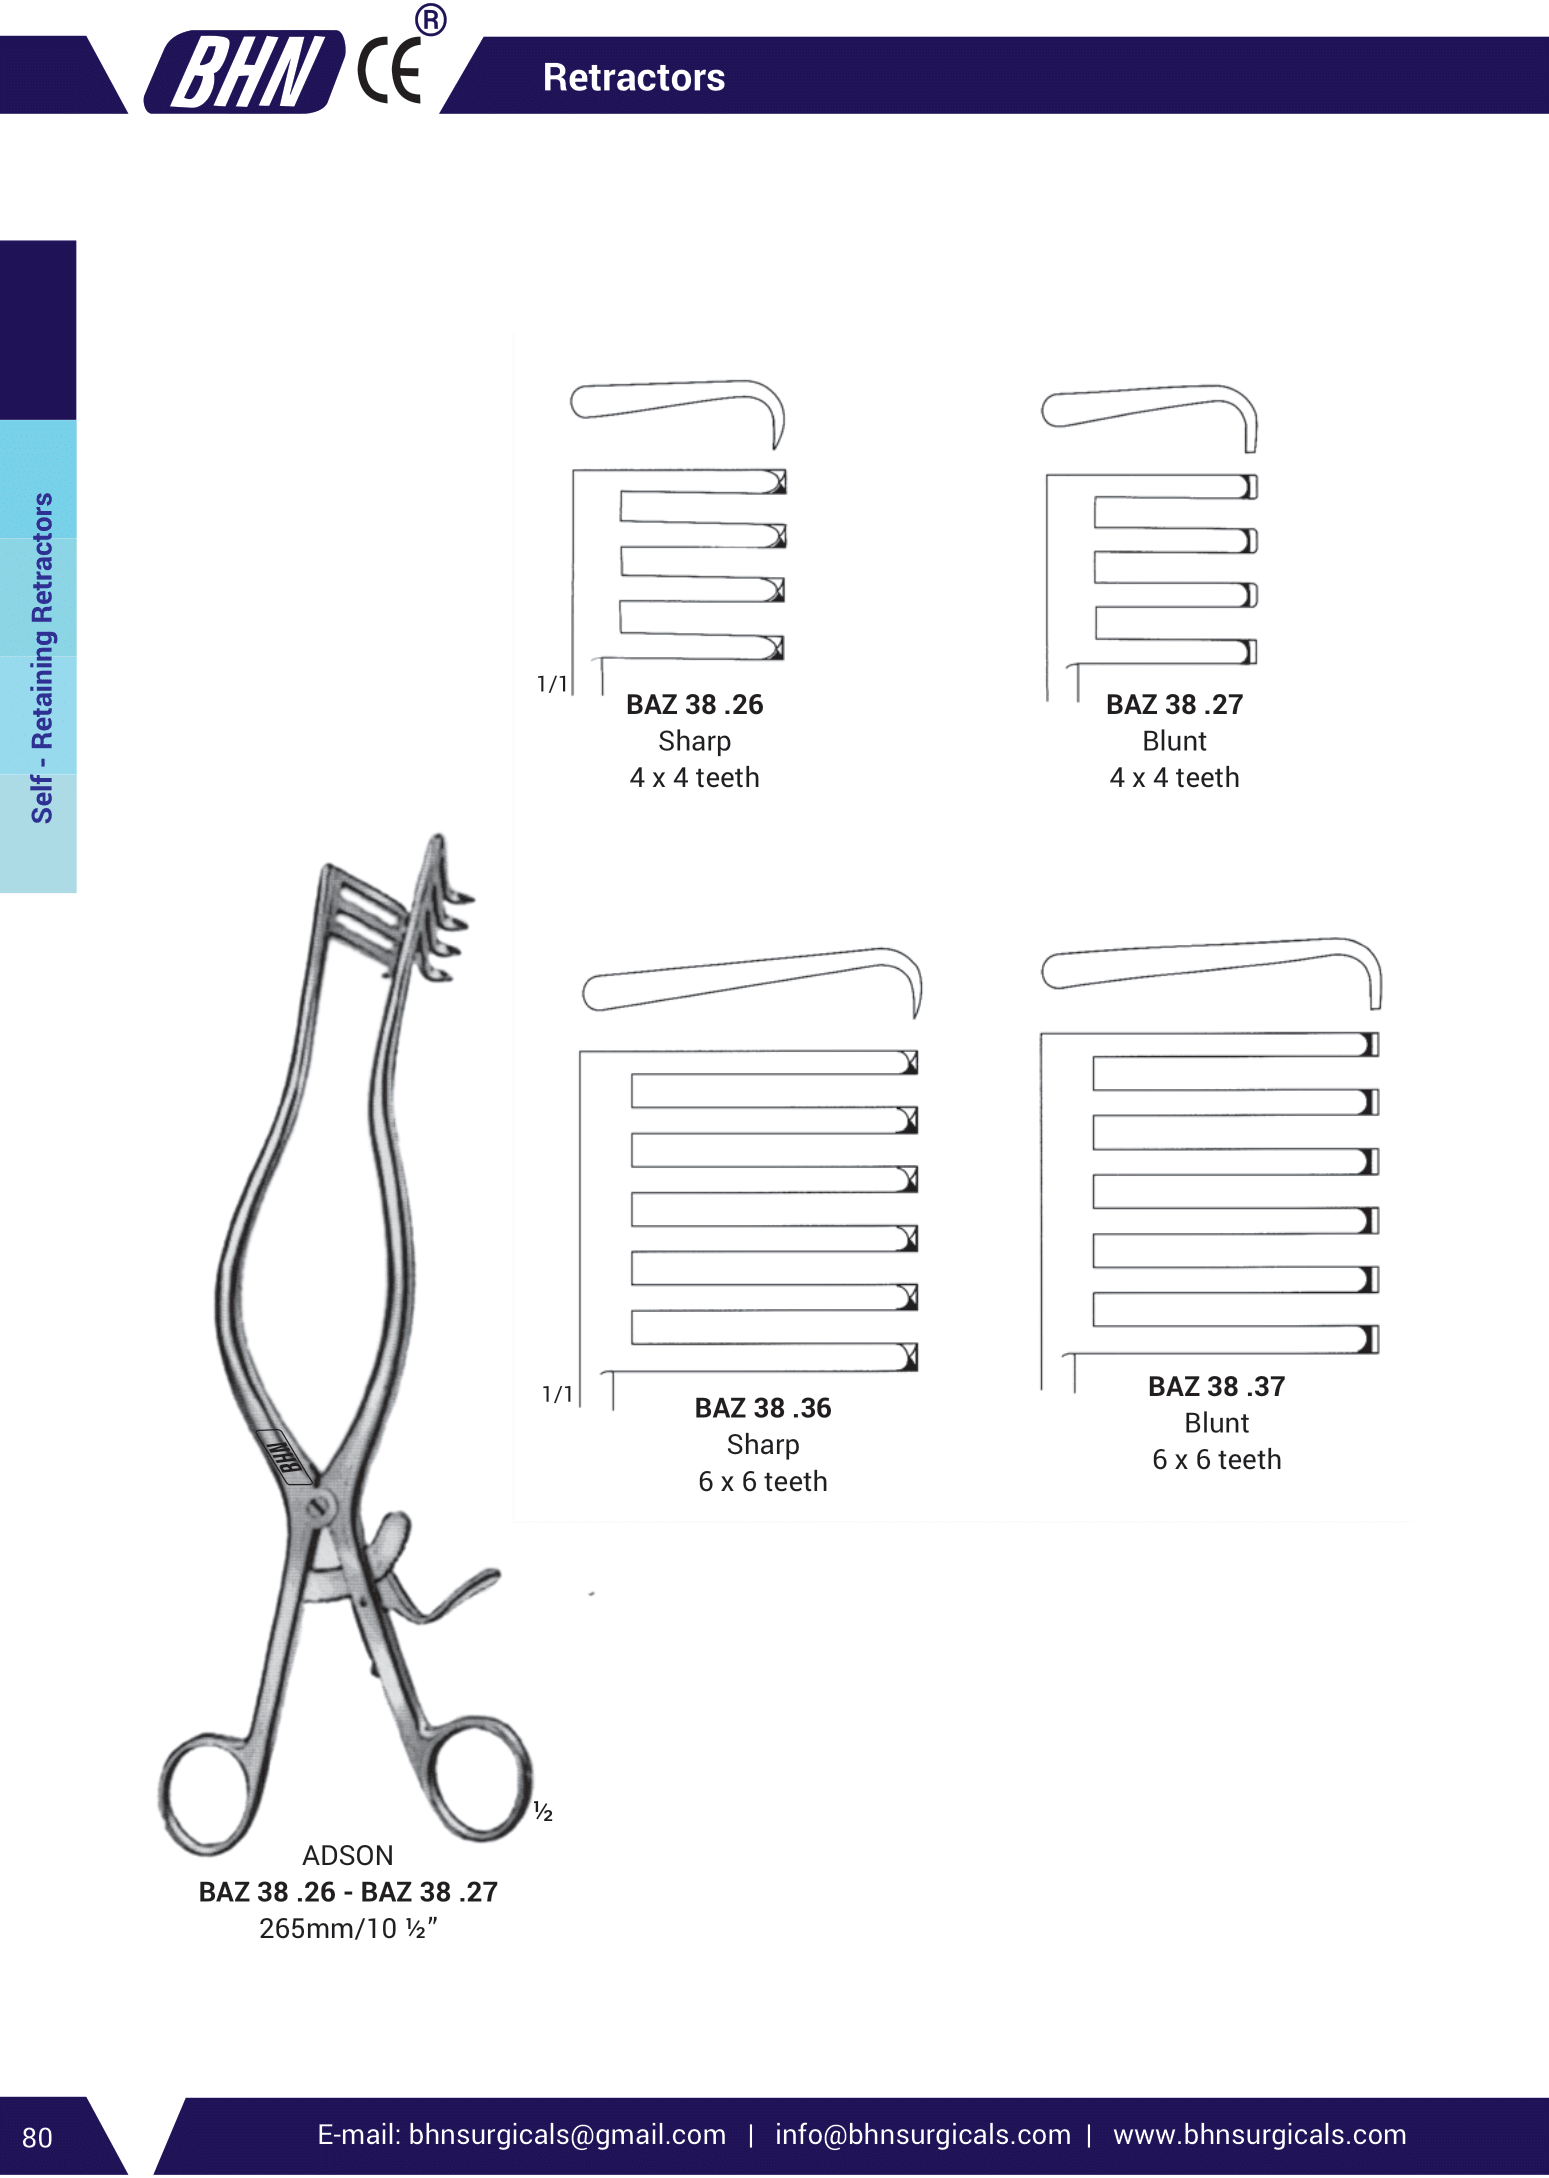 BHN CE ®
Retractors
Self - Retaining Retractors
1/1
BAZ 38 .26
Sharp
4 x 4 teeth
BAZ 38 .27
Blunt
4 x 4 teeth
1/1
BAZ 38 .36
Sharp
6 x 6 teeth
BAZ 38 .37
Blunt
6 x 6 teeth
BHN
½
ADSON
BAZ 38 .26 - BAZ 38 .27
265mm/10 ½”
80
E-mail: bhnsurgicals@gmail.com | info@bhnsurgicals.com | www.bhnsurgicals.com